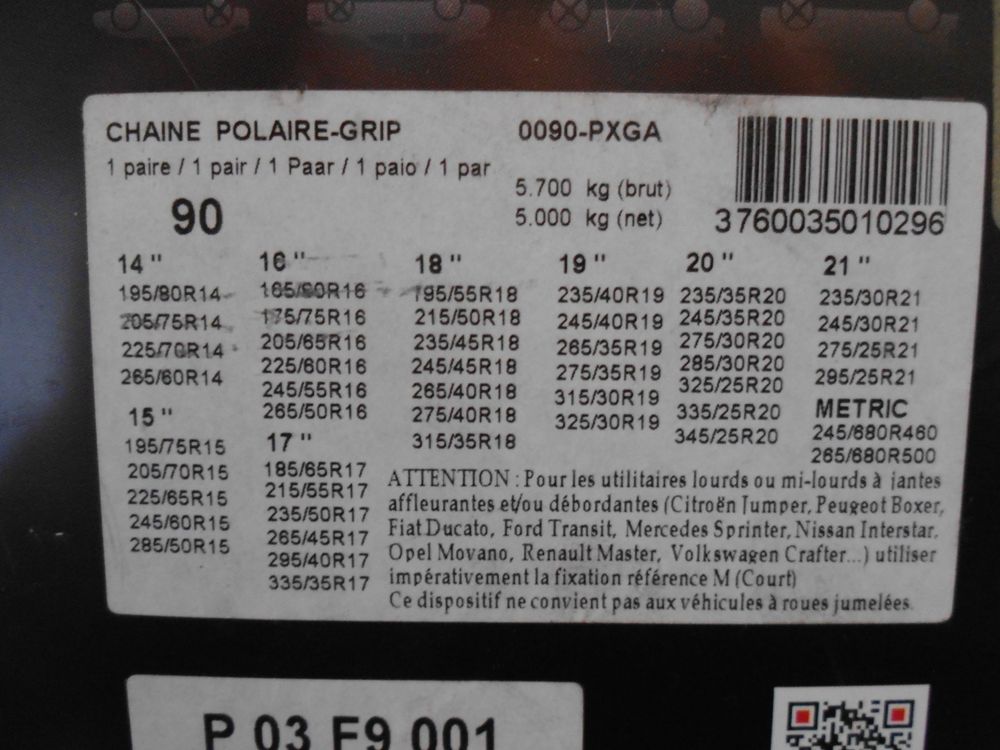 CHAINE POLAIRE-GRIP
1 paire / 1 pair / 1 Paar / 1 paio / 1 par
90
0090-PXGA
5.700 kg (brut)
5.000 kg (net)
3760035010296
14 "
195/80R14
205/75R14
225/70R14
265/60R14
15 "
195/75R15
205/70R15
225/65R15
245/60R15
285/50R15
16 "
165/80R16
175/75R16
205/65R16
225/60R16
245/55R16
265/50R16
17 "
185/65R17
215/55R17
235/50R17
265/45R17
295/40R17
335/35R17
18 "
195/55R18
215/50R18
235/45R18
245/45R18
265/40R18
275/40R18
315/35R18
19 "
235/40R19
245/40R19
265/35R19
275/35R19
315/30R19
325/30R19
20 "
235/35R20
245/35R20
275/30R20
285/30R20
325/25R20
335/25R20
345/25R20
21 "
235/30R21
245/30R21
275/25R21
295/25R21
METRIC
245/680R460
265/680R500
ATTENTION : Pour les utilitaires lourds ou mi-lourds à jantes
affleurantes et/ou débordantes (Citroën Jumper, Peugeot Boxer,
Fiat Ducato, Ford Transit, Mercedes Sprinter, Nissan Interstar,
Opel Movano, Renault Master, Volkswagen Crafter...) utiliser
impérativement la fixation référence M (Court)
Ce dispositif ne convient pas aux véhicules à roues jumelées.
P 03 F9 001